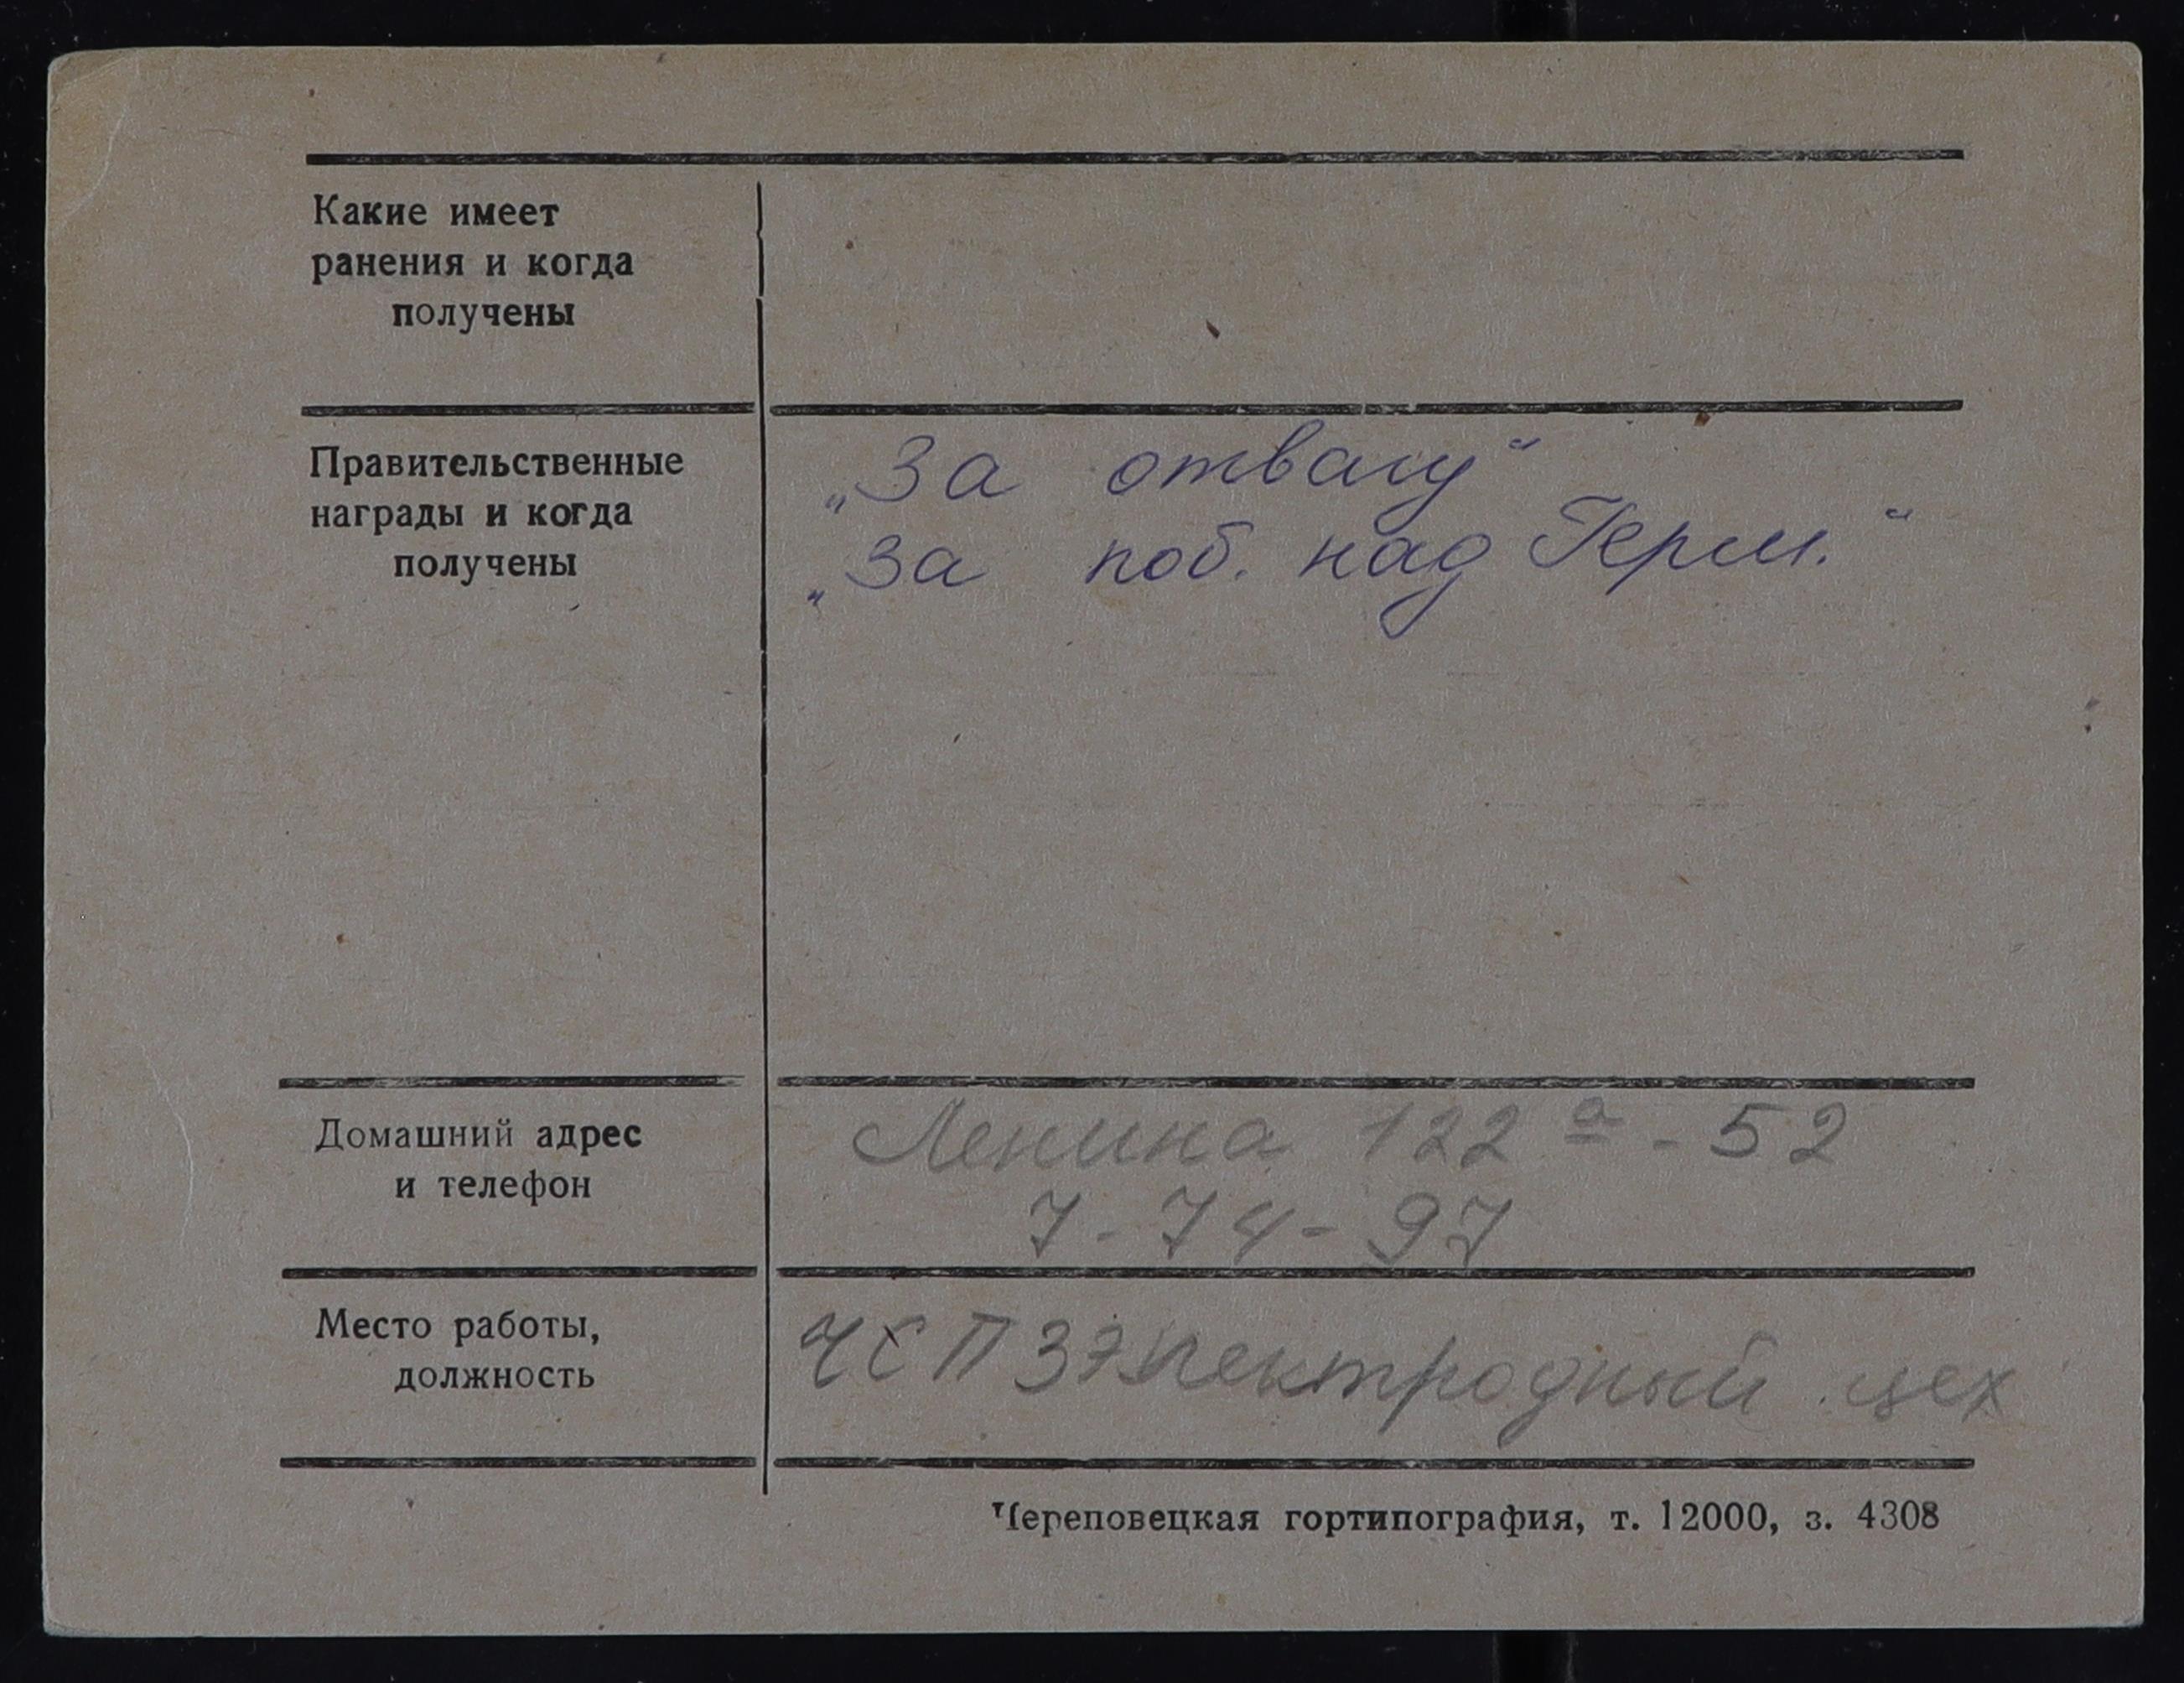 Какие имеет
ранения и когда
получены
Правительственные
награды и когда
получены
„За отвагу“
„За поб. над Герм.“
Домашний адрес
и телефон
Ленина 122а - 52
7-74-97
Место работы,
должность
ЧСПЗ Электродный цех
Череповецкая гортипография, т. 12000, з. 4308